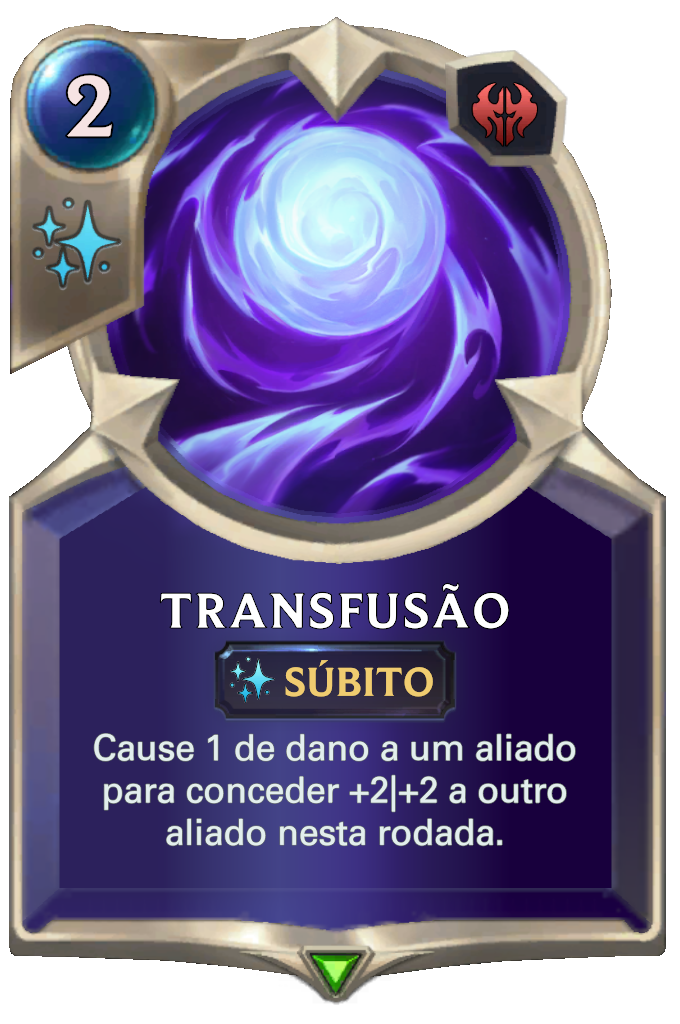 2
TRANSFUSÃO
SÚBITO
Cause 1 de dano a um aliado
para conceder +2|+2 a outro
aliado nesta rodada.